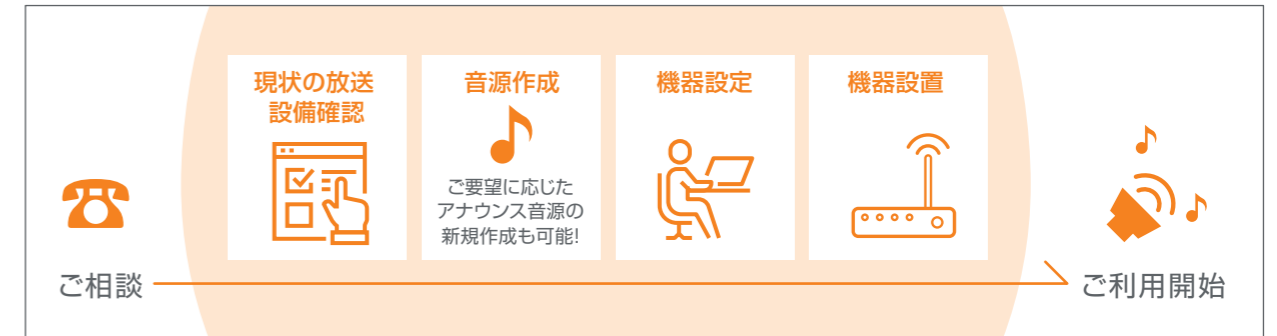 現状の放送
設備確認
音源作成
ご要望に応じた
アナウンス音源の
新規作成も可能!
機器設定
機器設置
ご相談
ご利用開始